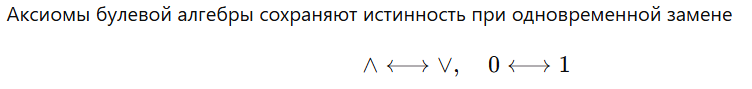 Аксиомы булевой алгебры сохраняют истинность при одновременной замене
∧ ⟷ ∨, 0 ⟷ 1